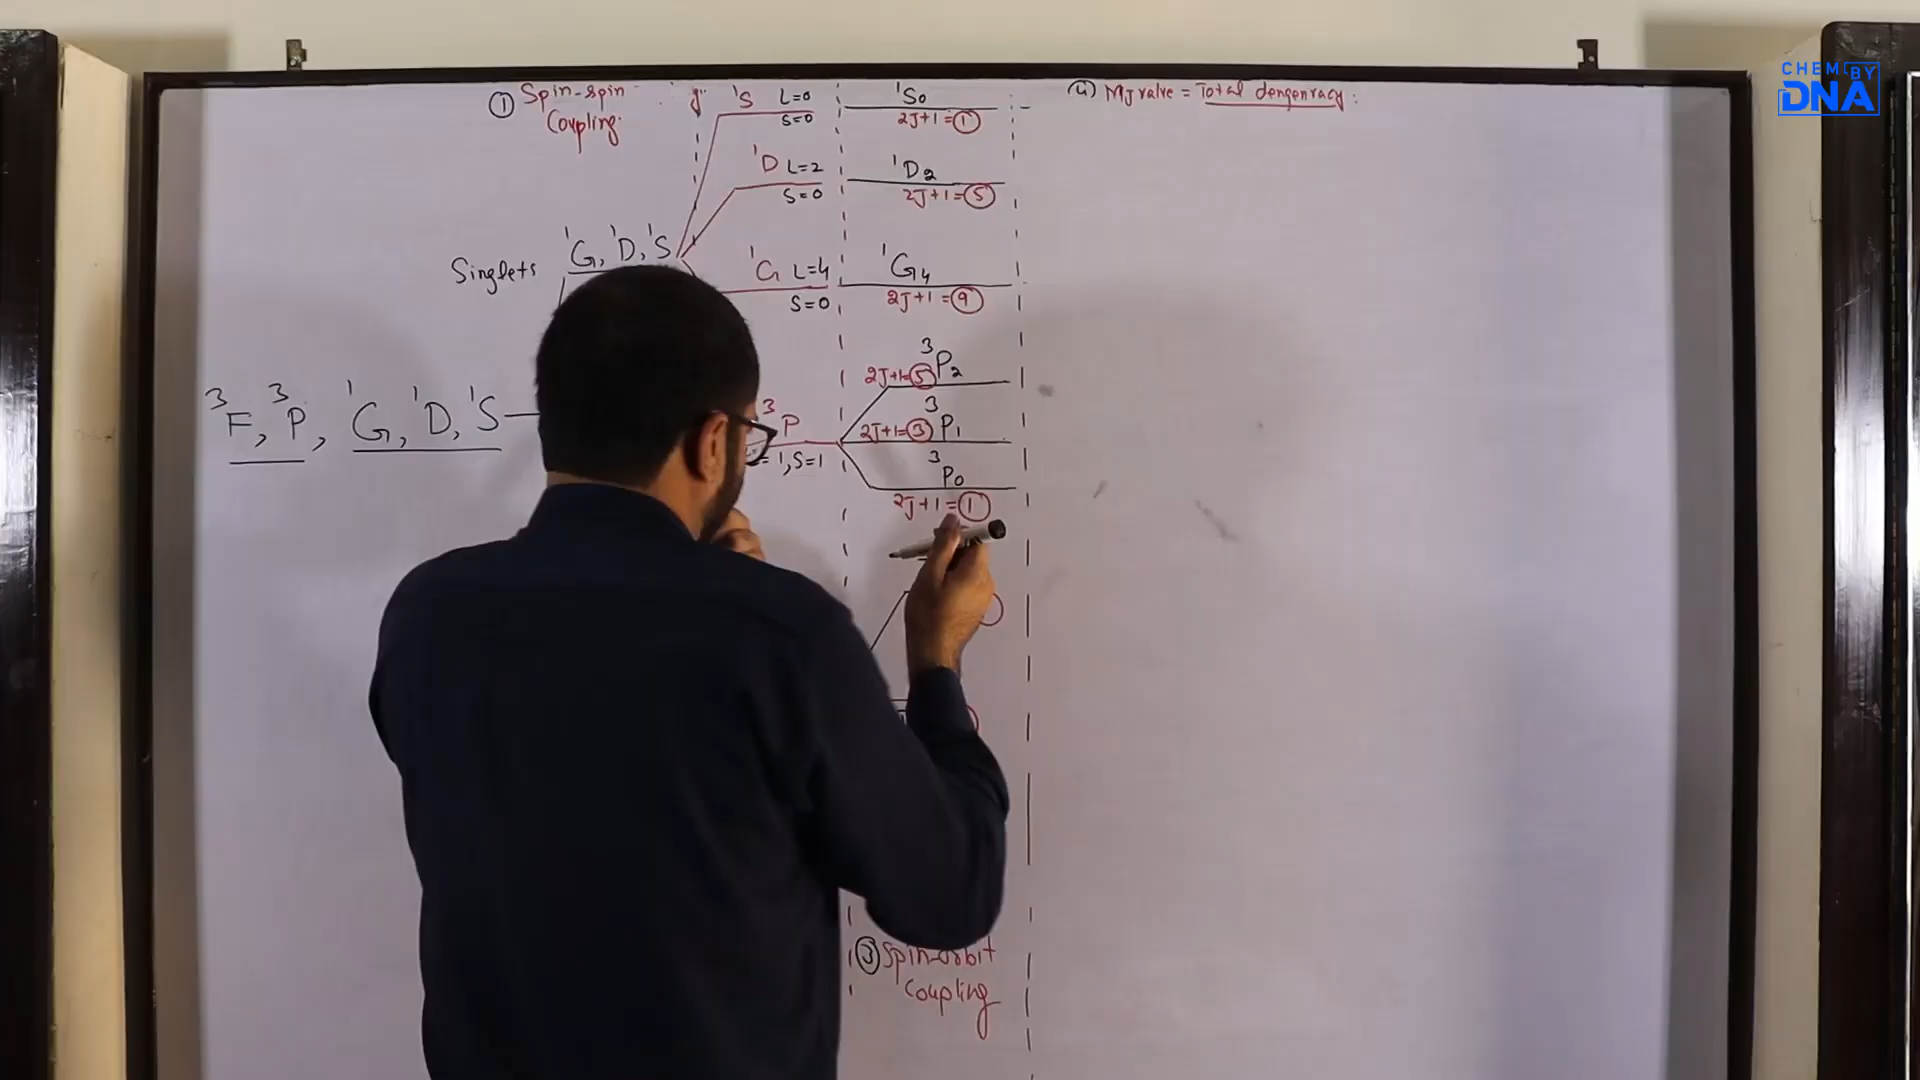 ① Spin-spin
Coupling
¹S L=0
S=0
¹S₀
2J+1=①
(4) MJ value = Total dengenracy:
CHEM BY
DNA
¹D L=2
S=0
¹D₂
2J+1=⑤
Singlets ¹G, ¹D, ¹S
¹G L=4
S=0
¹G₄
2J+1=⑨
³F, ³P, ¹G, ¹D, ¹S
³P
=1, S=1
³P₂
2J+1=⑤
³P₁
2J+1=③
³P₀
2J+1=①
③ Spin-orbit
Coupling